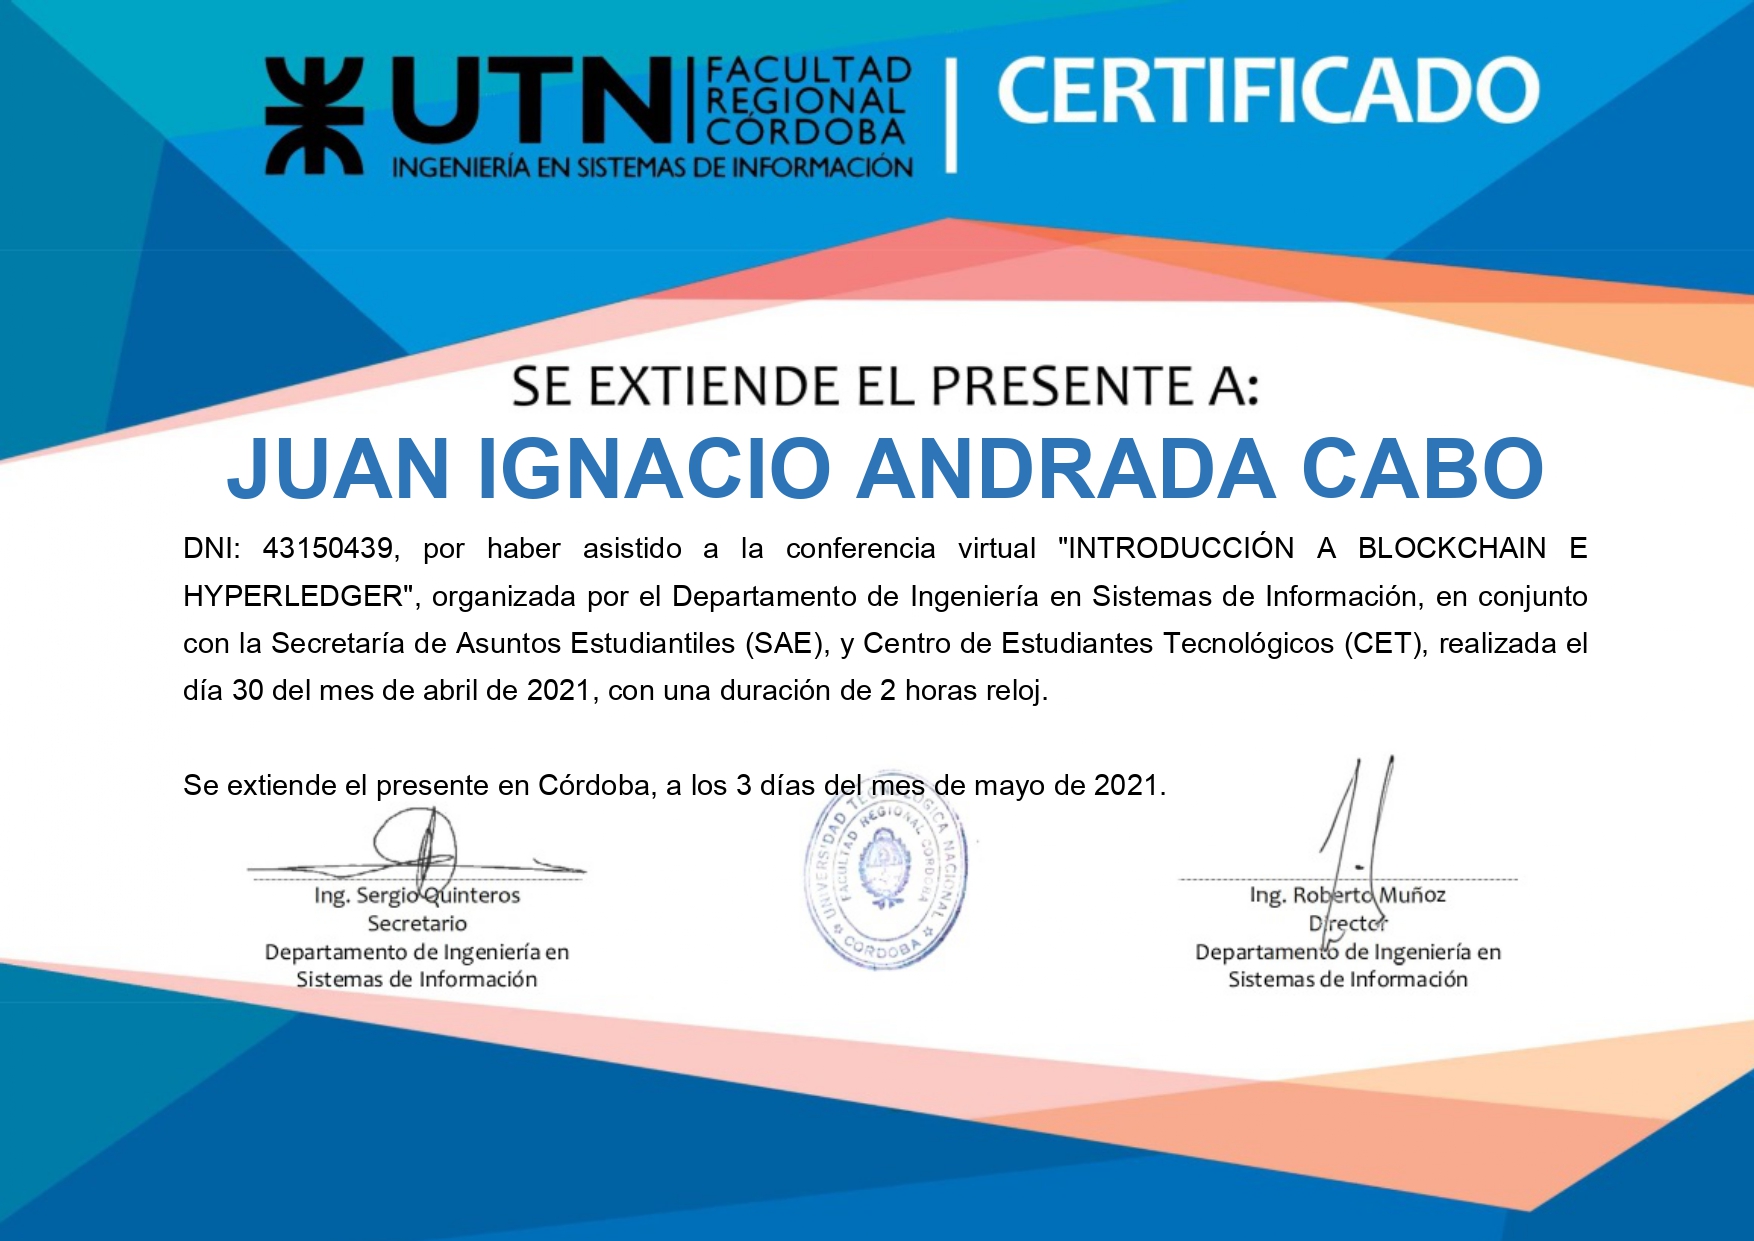 UTN
FACULTAD
REGIONAL
CÓRDOBA
INGENIERÍA EN SISTEMAS DE INFORMACIÓN
CERTIFICADO
SE EXTIENDE EL PRESENTE A:
JUAN IGNACIO ANDRADA CABO
DNI: 43150439, por haber asistido a la conferencia virtual "INTRODUCCIÓN A BLOCKCHAIN E
HYPERLEDGER", organizada por el Departamento de Ingeniería en Sistemas de Información, en conjunto
con la Secretaría de Asuntos Estudiantiles (SAE), y Centro de Estudiantes Tecnológicos (CET), realizada el
día 30 del mes de abril de 2021, con una duración de 2 horas reloj.
Se extiende el presente en Córdoba, a los 3 días del mes de mayo de 2021.
UNIVERSIDAD TECNOLÓGICA NACIONAL
FACULTAD REGIONAL CORDOBA
CORDOBA
Ing. Sergio Quinteros
Secretario
Departamento de Ingeniería en
Sistemas de Información
Ing. Roberto Muñoz
Director
Departamento de Ingeniería en
Sistemas de Información